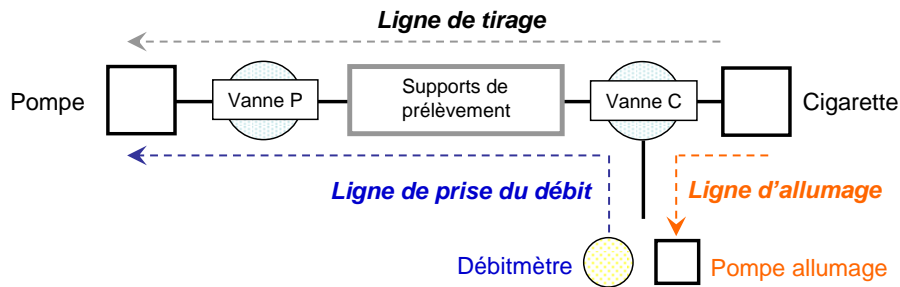 Ligne de tirage
Pompe
Vanne P
Supports de
prélèvement
Vanne C
Cigarette
Ligne de prise du débit
Ligne d'allumage
Débitmètre
Pompe allumage